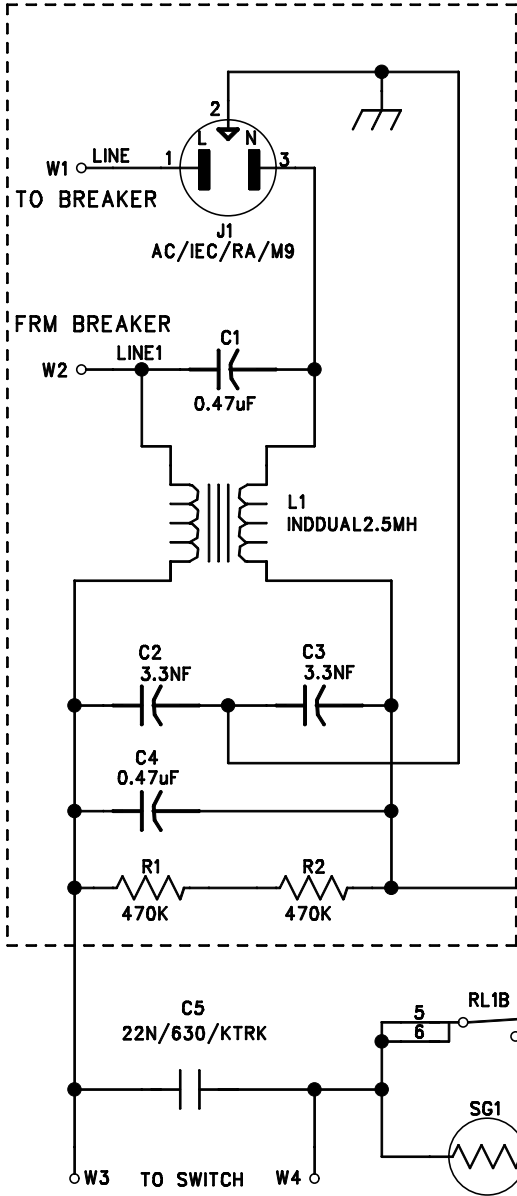 2
L N
W1 LINE 1 3
TO BREAKER
J1
AC/IEC/RA/M9
FRM BREAKER
C1
W2 LINE1
0.47uF
L1
INDDUAL2.5MH
C2 C3
3.3NF 3.3NF
C4
0.47uF
R1 R2
470K 470K
C5
22N/630/KTRK
RL1B
5
6
SG1
W3 TO SWITCH W4